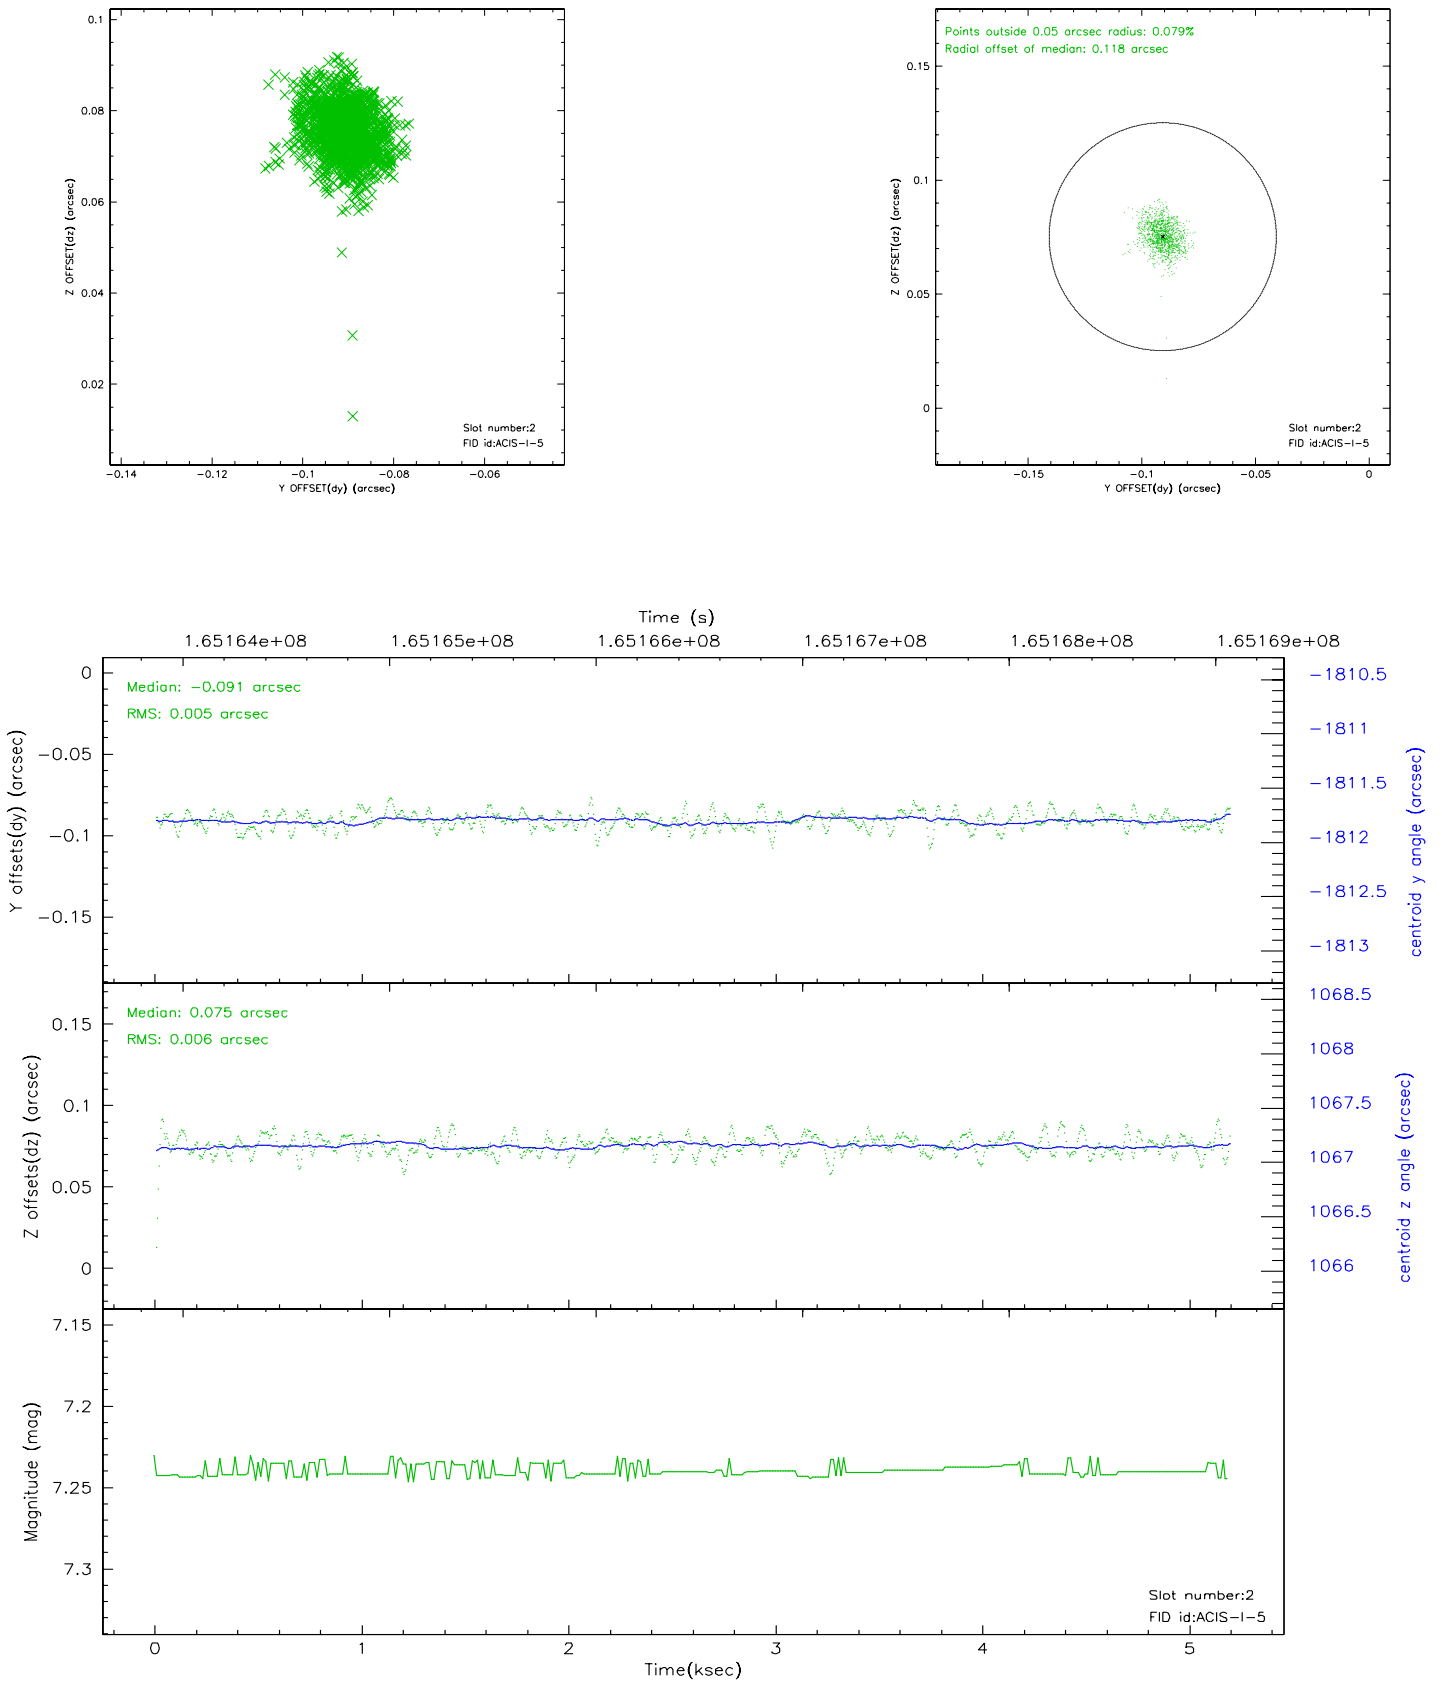 0.1
0.08
0.06
0.04
0.02
Z OFFSET(dz) (arcsec)
Slot number:2
FID id:ACIS-I-5
-0.14 -0.12 -0.1 -0.08 -0.06
Y OFFSET(dy) (arcsec)
Points outside 0.05 arcsec radius: 0.079%
Radial offset of median: 0.118 arcsec
0.15
0.1
0.05
0
Z OFFSET(dz) (arcsec)
Slot number:2
FID id:ACIS-I-5
-0.15 -0.1 -0.05 0
Y OFFSET(dy) (arcsec)
Time (s)
1.65164e+08 1.65165e+08 1.65166e+08 1.65167e+08 1.65168e+08 1.65169e+08
Median: -0.091 arcsec
RMS: 0.005 arcsec
0
-0.05
-0.1
-0.15
Y offsets(dy) (arcsec)
-1810.5
-1811
-1811.5
-1812
-1812.5
-1813
centroid y angle (arcsec)
Median: 0.075 arcsec
RMS: 0.006 arcsec
0.15
0.1
0.05
0
Z offsets(dz) (arcsec)
1068.5
1068
1067.5
1067
1066.5
1066
centroid z angle (arcsec)
7.15
7.2
7.25
7.3
Magnitude (mag)
Slot number:2
FID id:ACIS-I-5
0 1 2 3 4 5
Time(ksec)